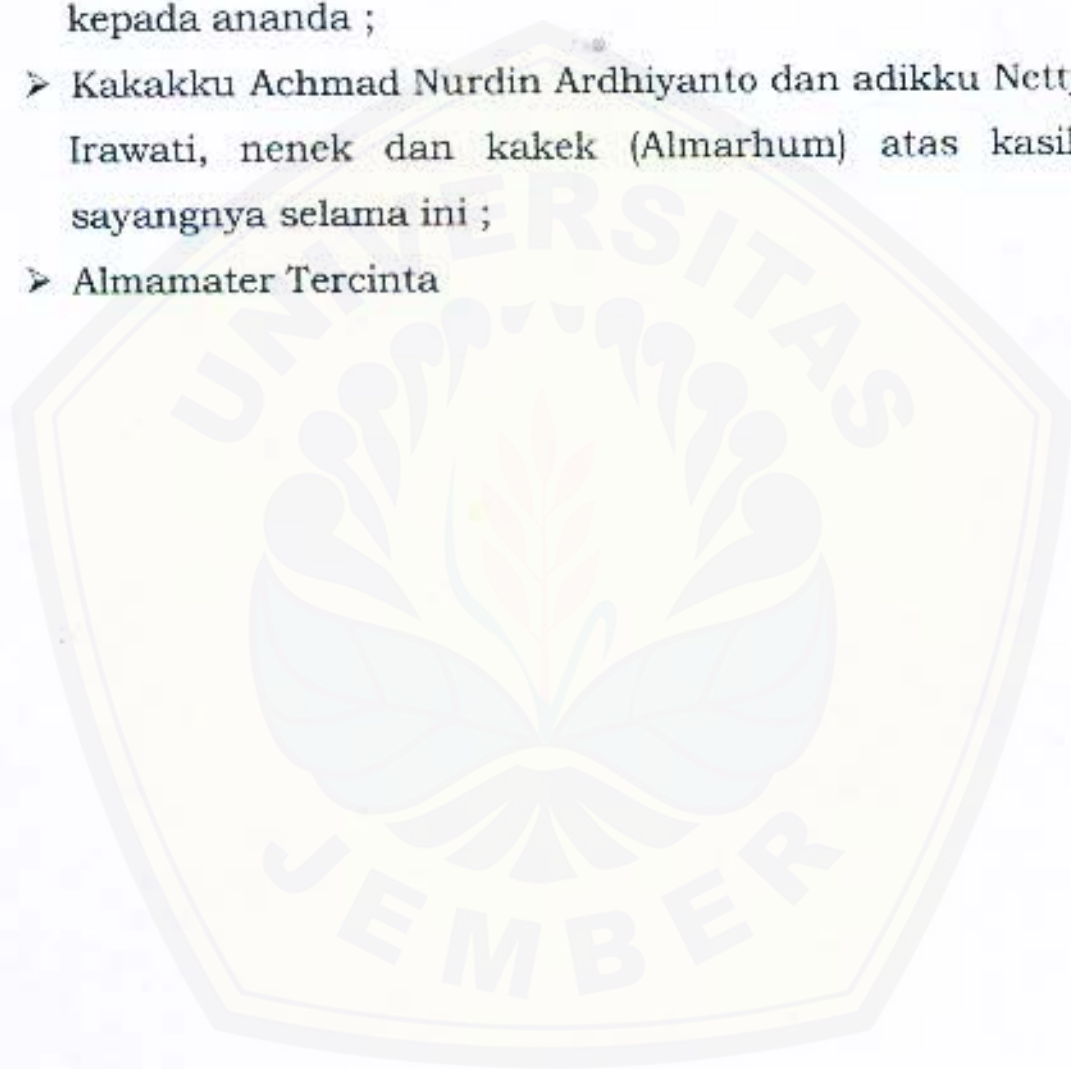 kepada ananda ;
➢ Kakakku Achmad Nurdin Ardhiyanto dan adikku
Irawati, nenek dan kakek (Almarhum) atas
sayangnya selama ini ;
➢ Almamater Tercinta
UNIVERSITAS
JEMBER